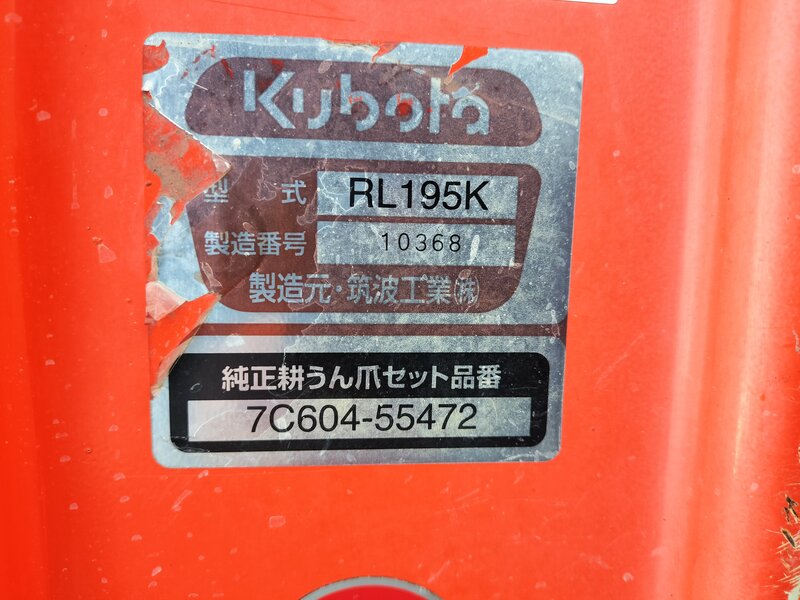 Kubota
型式 RL195K
製造番号 10368
製造元・筑波工業㈱
純正耕うん爪セット品番
7C604-55472